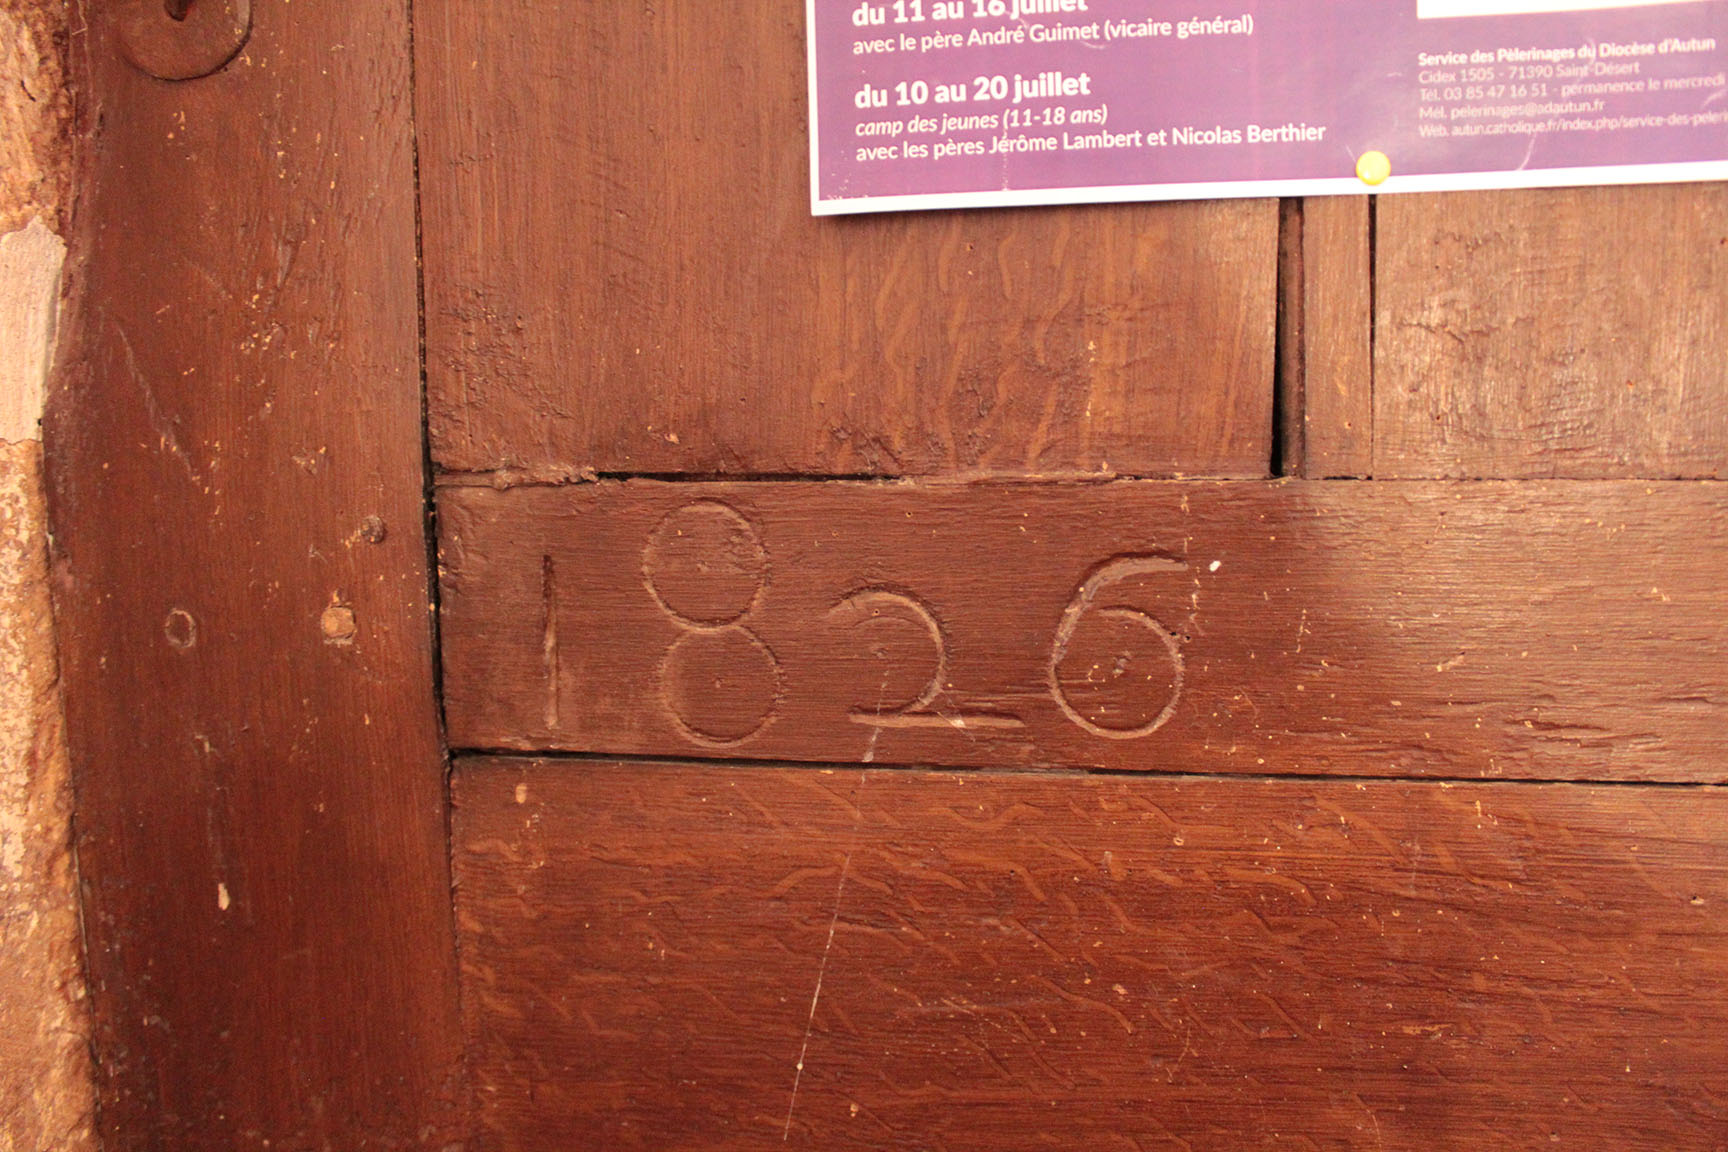 du 11 au 16 juillet
avec le père André Guimet (vicaire général)
du 10 au 20 juillet
camp des jeunes (11-18 ans)
avec les pères Jérôme Lambert et Nicolas Berthier
Service des Pèlerinages du Diocèse d'Autun
Cidex 1505 - 71390 Saint-Désert
Tél. 03 85 47 16 51 - permanence le mercredi
Mél. pelerinages@adautun.fr
Web. autun.catholique.fr/index.php/service-des-peleri
1826